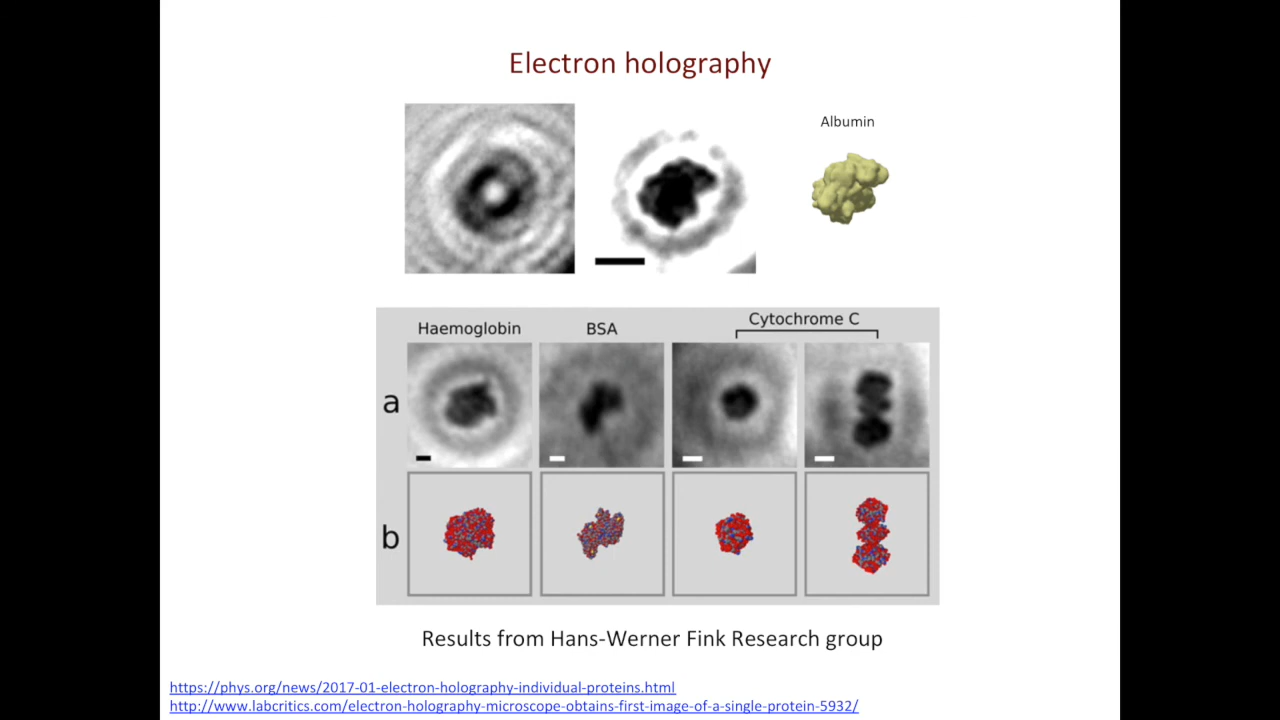 Electron holography
Albumin
Haemoglobin BSA Cytochrome C
a
b
Results from Hans-Werner Fink Research group
https://phys.org/news/2017-01-electron-holography-individual-proteins.html
http://www.labcritics.com/electron-holography-microscope-obtains-first-image-of-a-single-protein-5932/